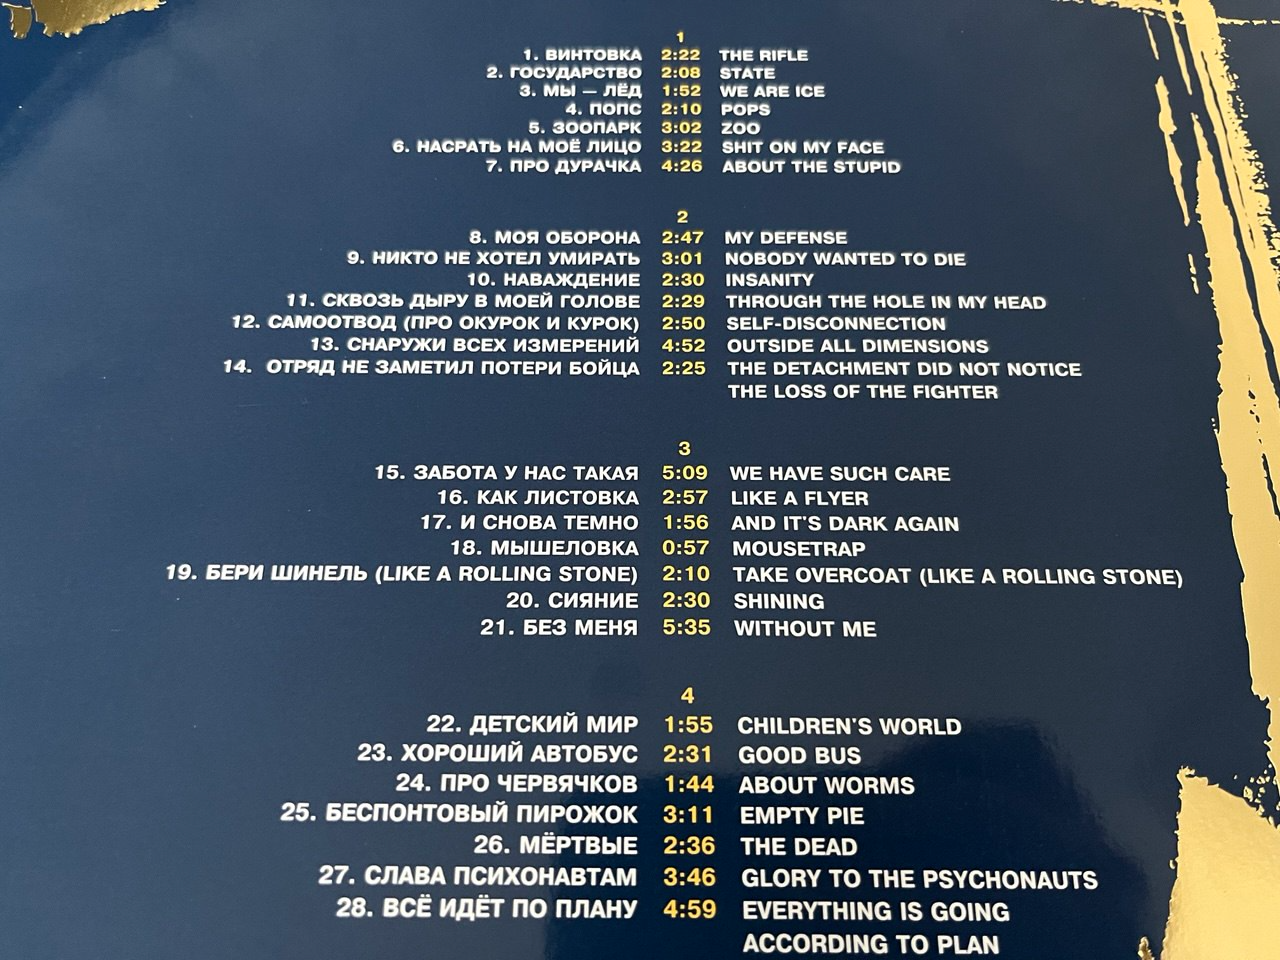 1
1. ВИНТОВКА 2:22 THE RIFLE
2. ГОСУДАРСТВО 2:08 STATE
3. МЫ — ЛЁД 1:52 WE ARE ICE
4. ПОПС 2:10 POPS
5. ЗООПАРК 3:02 ZOO
6. НАСРАТЬ НА МОЁ ЛИЦО 3:22 SHIT ON MY FACE
7. ПРО ДУРАЧКА 4:26 ABOUT THE STUPID
2
8. МОЯ ОБОРОНА 2:47 MY DEFENSE
9. НИКТО НЕ ХОТЕЛ УМИРАТЬ 3:01 NOBODY WANTED TO DIE
10. НАВАЖДЕНИЕ 2:30 INSANITY
11. СКВОЗЬ ДЫРУ В МОЕЙ ГОЛОВЕ 2:29 THROUGH THE HOLE IN MY HEAD
12. САМООТВОД (ПРО ОКУРОК И КУРОК) 2:50 SELF-DISCONNECTION
13. СНАРУЖИ ВСЕХ ИЗМЕРЕНИЙ 4:52 OUTSIDE ALL DIMENSIONS
14. ОТРЯД НЕ ЗАМЕТИЛ ПОТЕРИ БОЙЦА 2:25 THE DETACHMENT DID NOT NOTICE
THE LOSS OF THE FIGHTER
3
15. ЗАБОТА У НАС ТАКАЯ 5:09 WE HAVE SUCH CARE
16. КАК ЛИСТОВКА 2:57 LIKE A FLYER
17. И СНОВА ТЕМНО 1:56 AND IT'S DARK AGAIN
18. МЫШЕЛОВКА 0:57 MOUSETRAP
19. БЕРИ ШИНЕЛЬ (LIKE A ROLLING STONE) 2:10 TAKE OVERCOAT (LIKE A ROLLING STONE)
20. СИЯНИЕ 2:30 SHINING
21. БЕЗ МЕНЯ 5:35 WITHOUT ME
4
22. ДЕТСКИЙ МИР 1:55 CHILDREN'S WORLD
23. ХОРОШИЙ АВТОБУС 2:31 GOOD BUS
24. ПРО ЧЕРВЯЧКОВ 1:44 ABOUT WORMS
25. БЕСПОНТОВЫЙ ПИРОЖОК 3:11 EMPTY PIE
26. МЁРТВЫЕ 2:36 THE DEAD
27. СЛАВА ПСИХОНАВТАМ 3:46 GLORY TO THE PSYCHONAUTS
28. ВСЁ ИДЁТ ПО ПЛАНУ 4:59 EVERYTHING IS GOING
ACCORDING TO PLAN